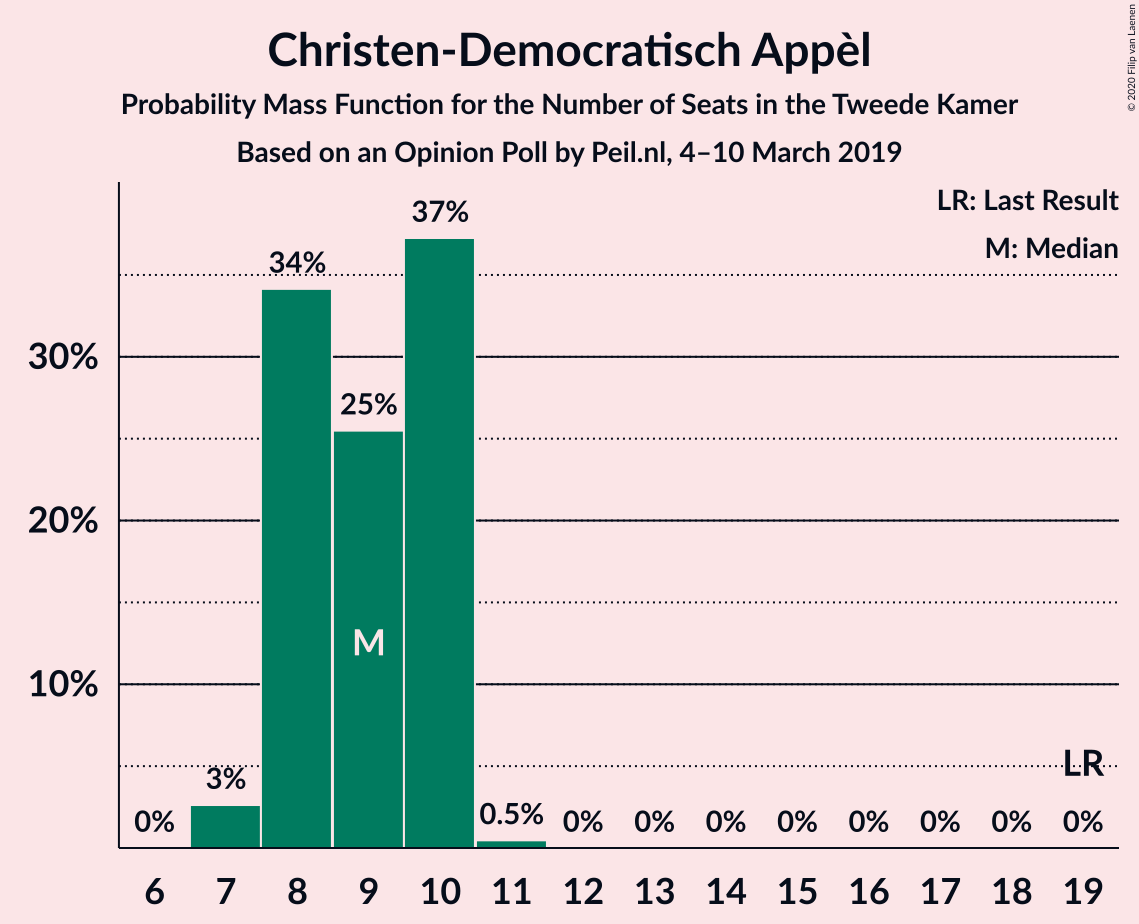 Christen-Democratisch Appèl
Probability Mass Function for the Number of Seats in the Tweede Kamer
Based on an Opinion Poll by Peil.nl, 4–10 March 2019
© 2020 Filip van Laenen
LR: Last Result
M: Median
37%
34%
30%
25%
20%
M
10%
LR
3%
0%
0.5%
0%
0%
0%
0%
0%
0%
0%
0%
6 7 8 9 10 11 12 13 14 15 16 17 18 19